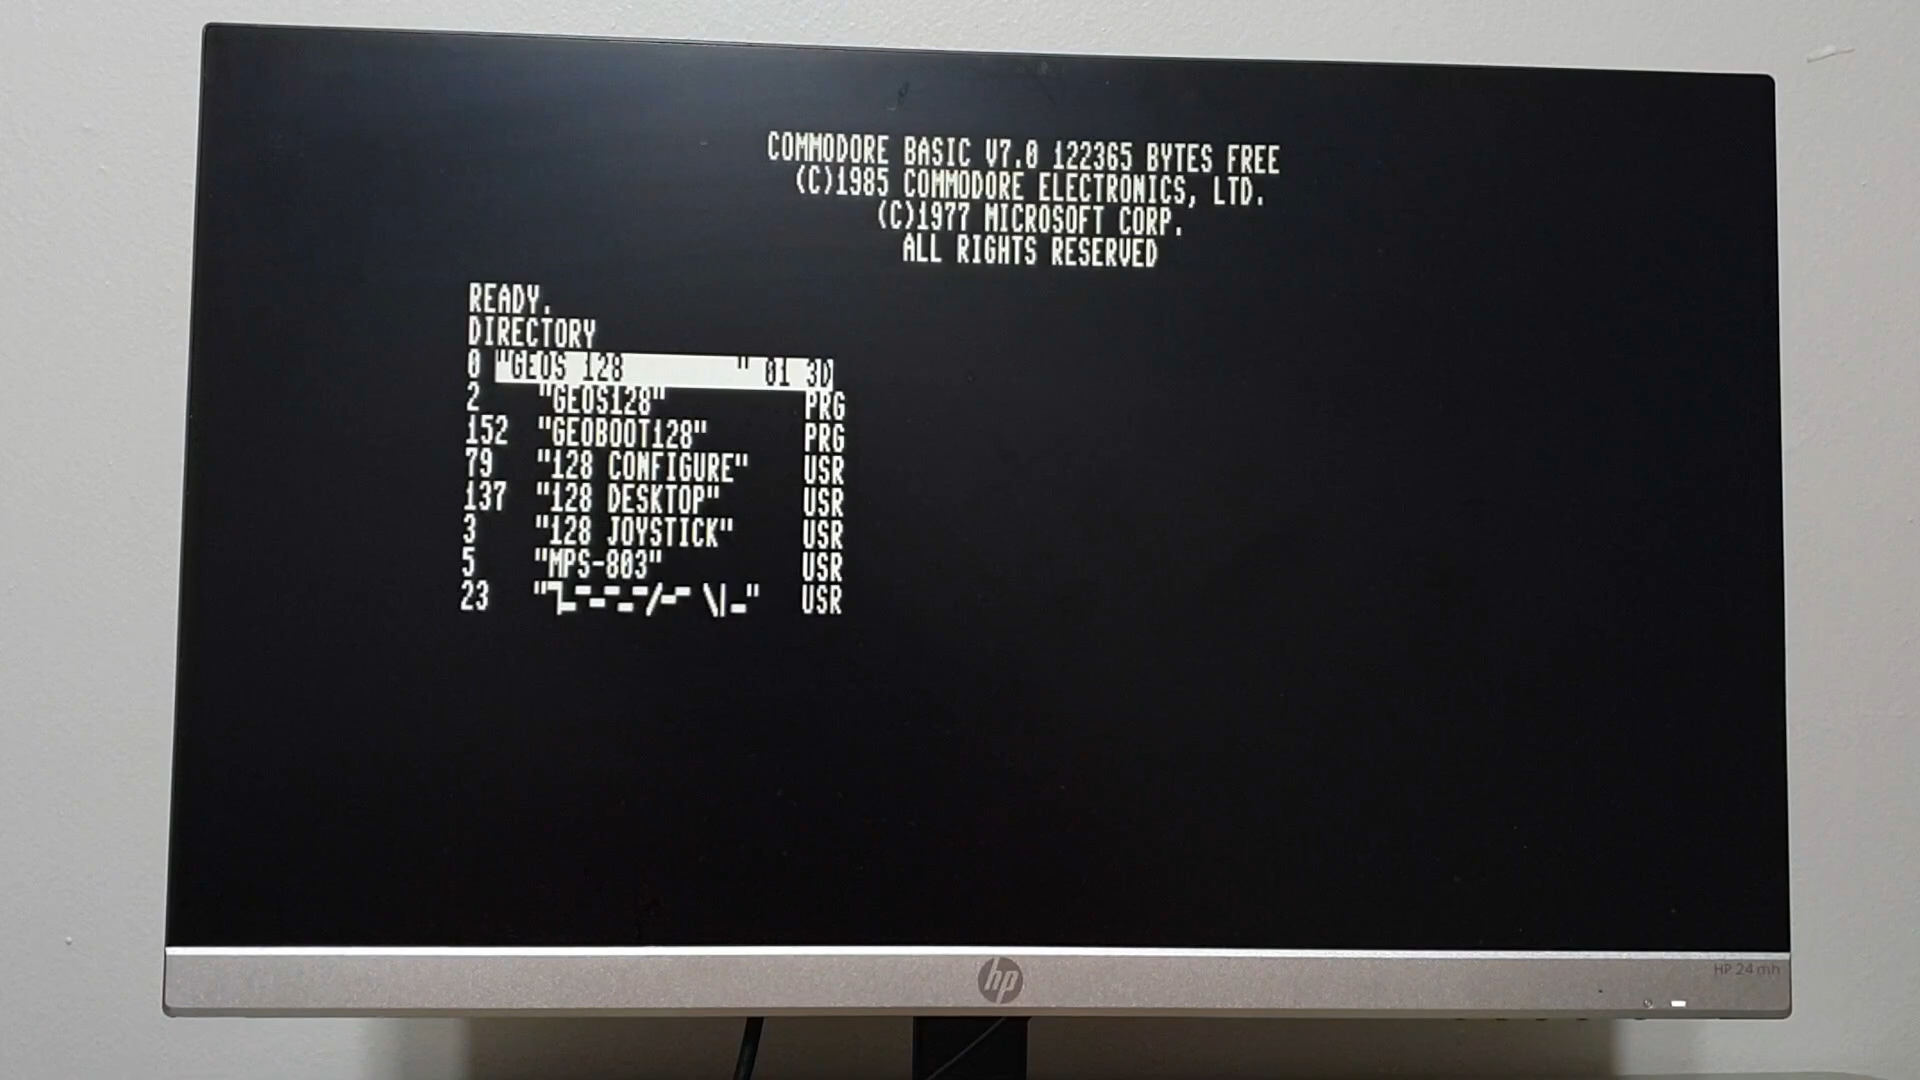 COMMODORE BASIC V7.0 122365 BYTES FREE
(C)1985 COMMODORE ELECTRONICS, LTD.
(C)1977 MICROSOFT CORP.
ALL RIGHTS RESERVED
READY.
DIRECTORY
0 "GEOS 128 " 01 3D
2 "GEOS128" PRG
152 "GEOBOOT128" PRG
79 "128 CONFIGURE" USR
137 "128 DESKTOP" USR
3 "128 JOYSTICK" USR
5 "MPS-803" USR
23 USR
hp
HP 24mh